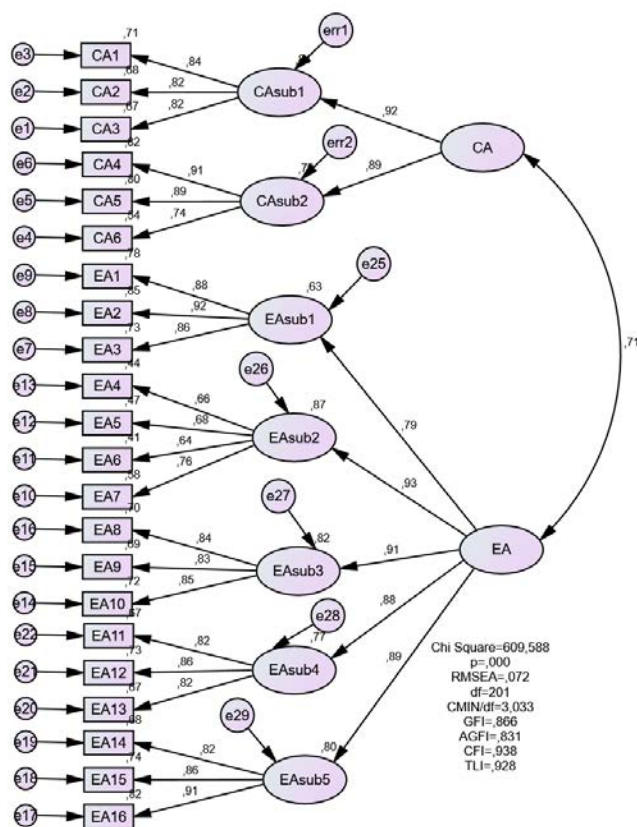 ,71
e3 CA1 ,84 err1
,68
e2 CA2 ,82 CAsub1
,67
e1 CA3 ,82 ,92
,82
e6 CA4 ,91 err2 CA
,80
e5 CA5 ,89 CAsub2 ,89
e4 CA6 ,74
,78
e9 EA1 ,88 e25
,85 ,63
e8 EA2 ,92 EAsub1
,73
e7 EA3 ,86 ,71
,44
e13 EA4 ,66 e26
,47 ,87
e12 EA5 ,68 EAsub2 ,79
,41
e11 EA6 ,64
e10 EA7 ,76 ,93
,70
e16 EA8 ,84 e27 ,82
,69
e15 EA9 ,83 EAsub3 ,91 EA
,72
e14 EA10 ,85
,67
e22 EA11 ,82 e28 ,77 ,88
,73
e21 EA12 ,86 EAsub4 ,89
,67
e20 EA13 ,82
,68
e19 EA14 ,82 e29 ,80
,74
e18 EA15 ,86 EAsub5
,82
e17 EA16 ,91
Chi Square=609,588
p=,000
RMSEA=,072
df=201
CMIN/df=3,033
GFI=,866
AGFI=,831
CFI=,938
TLI=,928